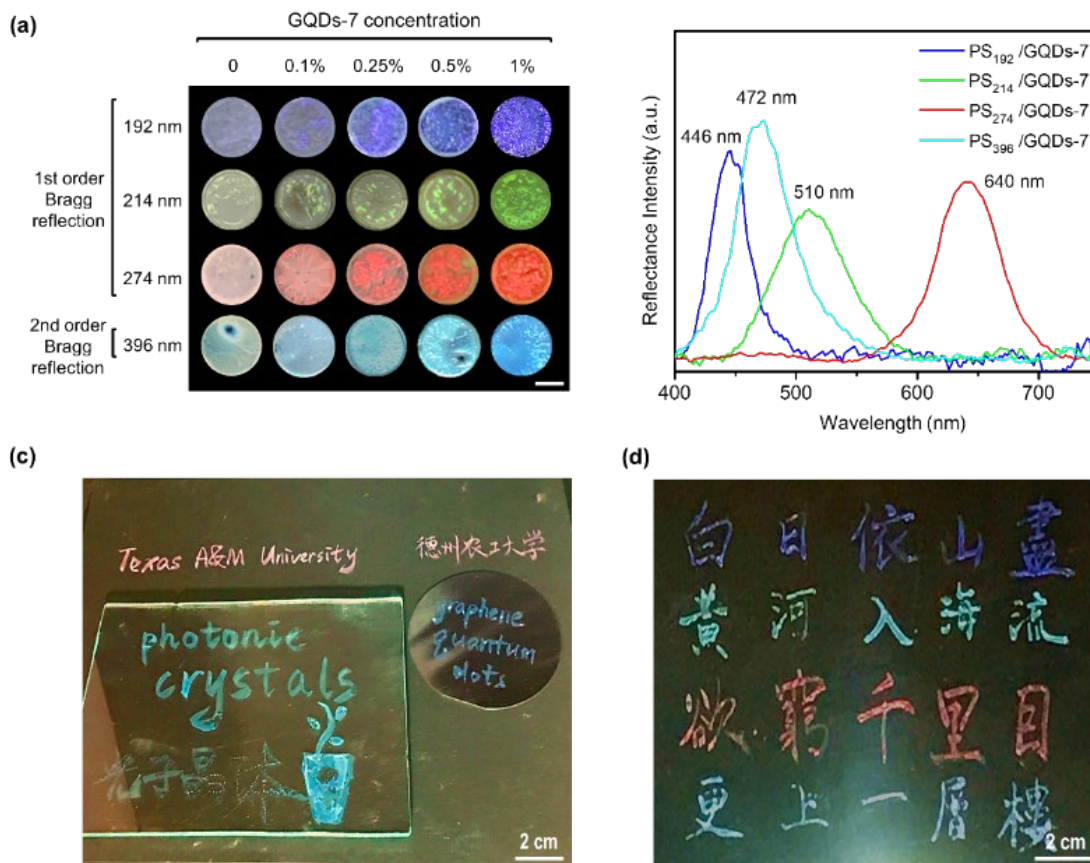 (a)
GQDs-7 concentration
0 0.1% 0.25% 0.5% 1%
1st order
Bragg
reflection
192 nm
214 nm
274 nm
2nd order
Bragg
reflection
396 nm
Reflectance Intensity (a.u.)
PS₁₉₂ /GQDs-7
PS₂₁₄ /GQDs-7
PS₂₇₄ /GQDs-7
PS₃₉₆ /GQDs-7
472 nm
446 nm
510 nm
640 nm
400 500 600 700
Wavelength (nm)
(c)
Texas A&M University
德州农工大学
photonic
crystals
graphene
quantum
dots
光子晶体
2 cm
(d)
白日依山盡
黃河入海流
欲窮千里目
更上一層樓
2 cm